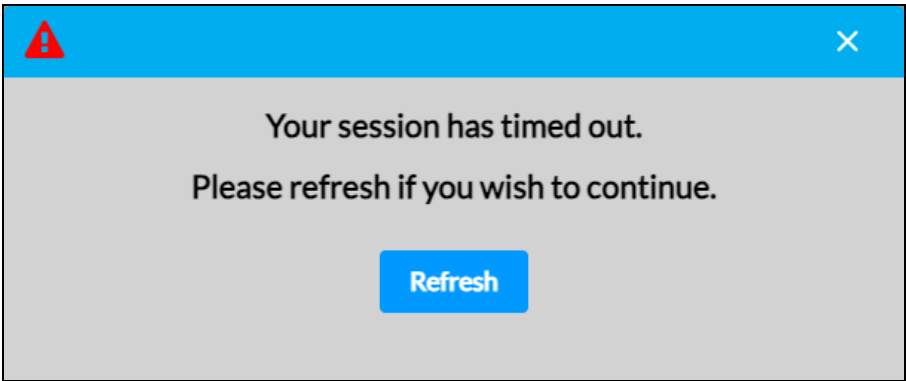 Your session has timed out.
Please refresh if you wish to continue.
Refresh